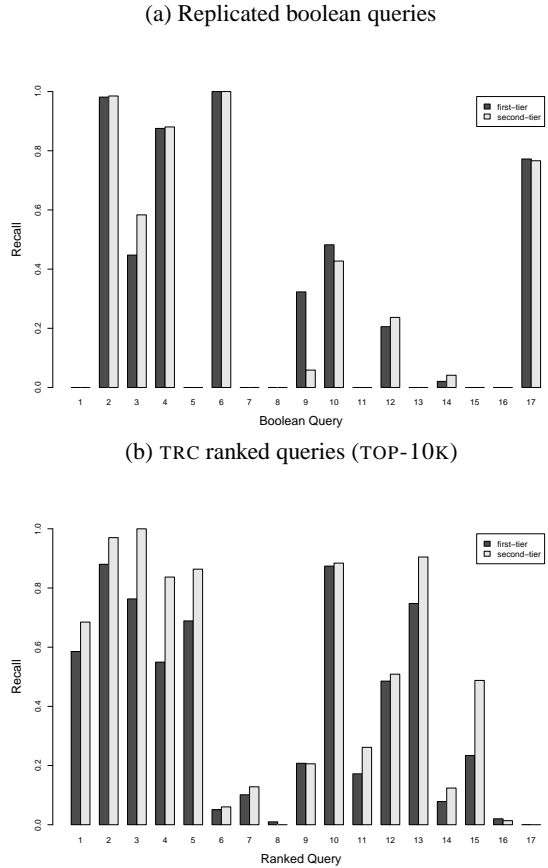 (a) Replicated boolean queries
first−tier
second−tier
Recall
0.0 0.2 0.4 0.6 0.8 1.0
1 2 3 4 5 6 7 8 9 10 11 12 13 14 15 16 17
Boolean Query
(b) TRC ranked queries (TOP-10K)
first−tier
second−tier
Recall
0.0 0.2 0.4 0.6 0.8 1.0
1 2 3 4 5 6 7 8 9 10 11 12 13 14 15 16 17
Ranked Query